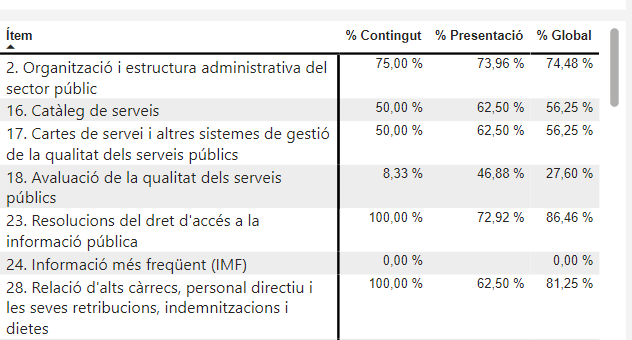 Ítem % Contingut % Presentació % Global
2. Organització i estructura administrativa del 75,00 % 73,96 % 74,48 %
sector públic
16. Catàleg de serveis 50,00 % 62,50 % 56,25 %
17. Cartes de servei i altres sistemes de gestió 50,00 % 62,50 % 56,25 %
de la qualitat dels serveis públics
18. Avaluació de la qualitat dels serveis 8,33 % 46,88 % 27,60 %
públics
23. Resolucions del dret d'accés a la 100,00 % 72,92 % 86,46 %
informació pública
24. Informació més freqüent (IMF) 0,00 % 0,00 %
28. Relació d'alts càrrecs, personal directiu i 100,00 % 62,50 % 81,25 %
les seves retribucions, indemnitzacions i
dietes